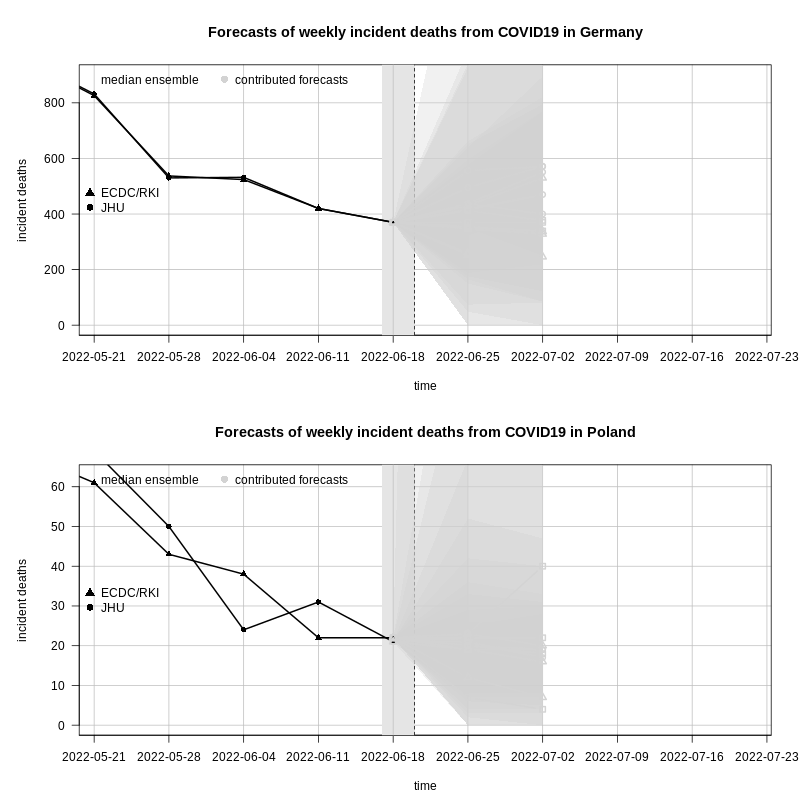 Forecasts of weekly incident deaths from COVID19 in Germany
median ensemble contributed forecasts
800
600
ECDC/RKI
JHU
400
200
0
incident deaths
2022-05-21 2022-05-28 2022-06-04 2022-06-11 2022-06-18 2022-06-25 2022-07-02 2022-07-09 2022-07-16 2022-07-23
time
Forecasts of weekly incident deaths from COVID19 in Poland
median ensemble contributed forecasts
60
50
40
ECDC/RKI
JHU
30
20
10
0
incident deaths
2022-05-21 2022-05-28 2022-06-04 2022-06-11 2022-06-18 2022-06-25 2022-07-02 2022-07-09 2022-07-16 2022-07-23
time